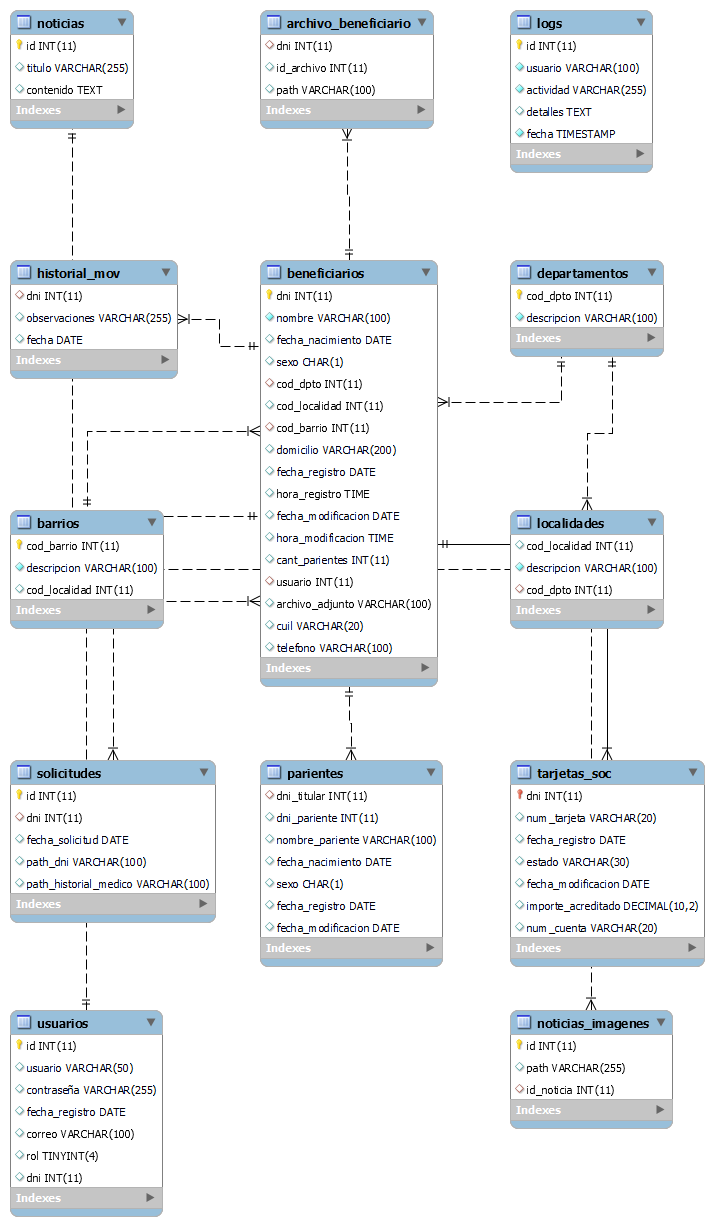 noticias
id INT(11)
titulo VARCHAR(255)
contenido TEXT
Indexes
archivo_beneficiario
dni INT(11)
id_archivo INT(11)
path VARCHAR(100)
Indexes
logs
id INT(11)
usuario VARCHAR(100)
actividad VARCHAR(255)
detalles TEXT
fecha TIMESTAMP
Indexes
historial_mov
dni INT(11)
observaciones VARCHAR(255)
fecha DATE
Indexes
beneficiarios
dni INT(11)
nombre VARCHAR(100)
fecha_nacimiento DATE
sexo CHAR(1)
cod_dpto INT(11)
cod_localidad INT(11)
cod_barrio INT(11)
domicilio VARCHAR(200)
fecha_registro DATE
hora_registro TIME
fecha_modificacion DATE
hora_modificacion TIME
cant_parientes INT(11)
usuario INT(11)
archivo_adjunto VARCHAR(100)
cuil VARCHAR(20)
telefono VARCHAR(100)
Indexes
departamentos
cod_dpto INT(11)
descripcion VARCHAR(100)
Indexes
barrios
cod_barrio INT(11)
descripcion VARCHAR(100)
cod_localidad INT(11)
Indexes
localidades
cod_localidad INT(11)
descripcion VARCHAR(100)
cod_dpto INT(11)
Indexes
solicitudes
id INT(11)
dni INT(11)
fecha_solicitud DATE
path_dni VARCHAR(100)
path_historial_medico VARCHAR(100)
Indexes
parientes
dni_titular INT(11)
dni_pariente INT(11)
nombre_pariente VARCHAR(100)
fecha_nacimiento DATE
sexo CHAR(1)
fecha_registro DATE
fecha_modificacion DATE
Indexes
tarjetas_soc
dni INT(11)
num_tarjeta VARCHAR(20)
fecha_registro DATE
estado VARCHAR(30)
fecha_modificacion DATE
importe_acreditado DECIMAL(10,2)
num_cuenta VARCHAR(20)
Indexes
usuarios
id INT(11)
usuario VARCHAR(50)
contraseña VARCHAR(255)
fecha_registro DATE
correo VARCHAR(100)
rol TINYINT(4)
dni INT(11)
Indexes
noticias_imagenes
id INT(11)
path VARCHAR(255)
id_noticia INT(11)
Indexes